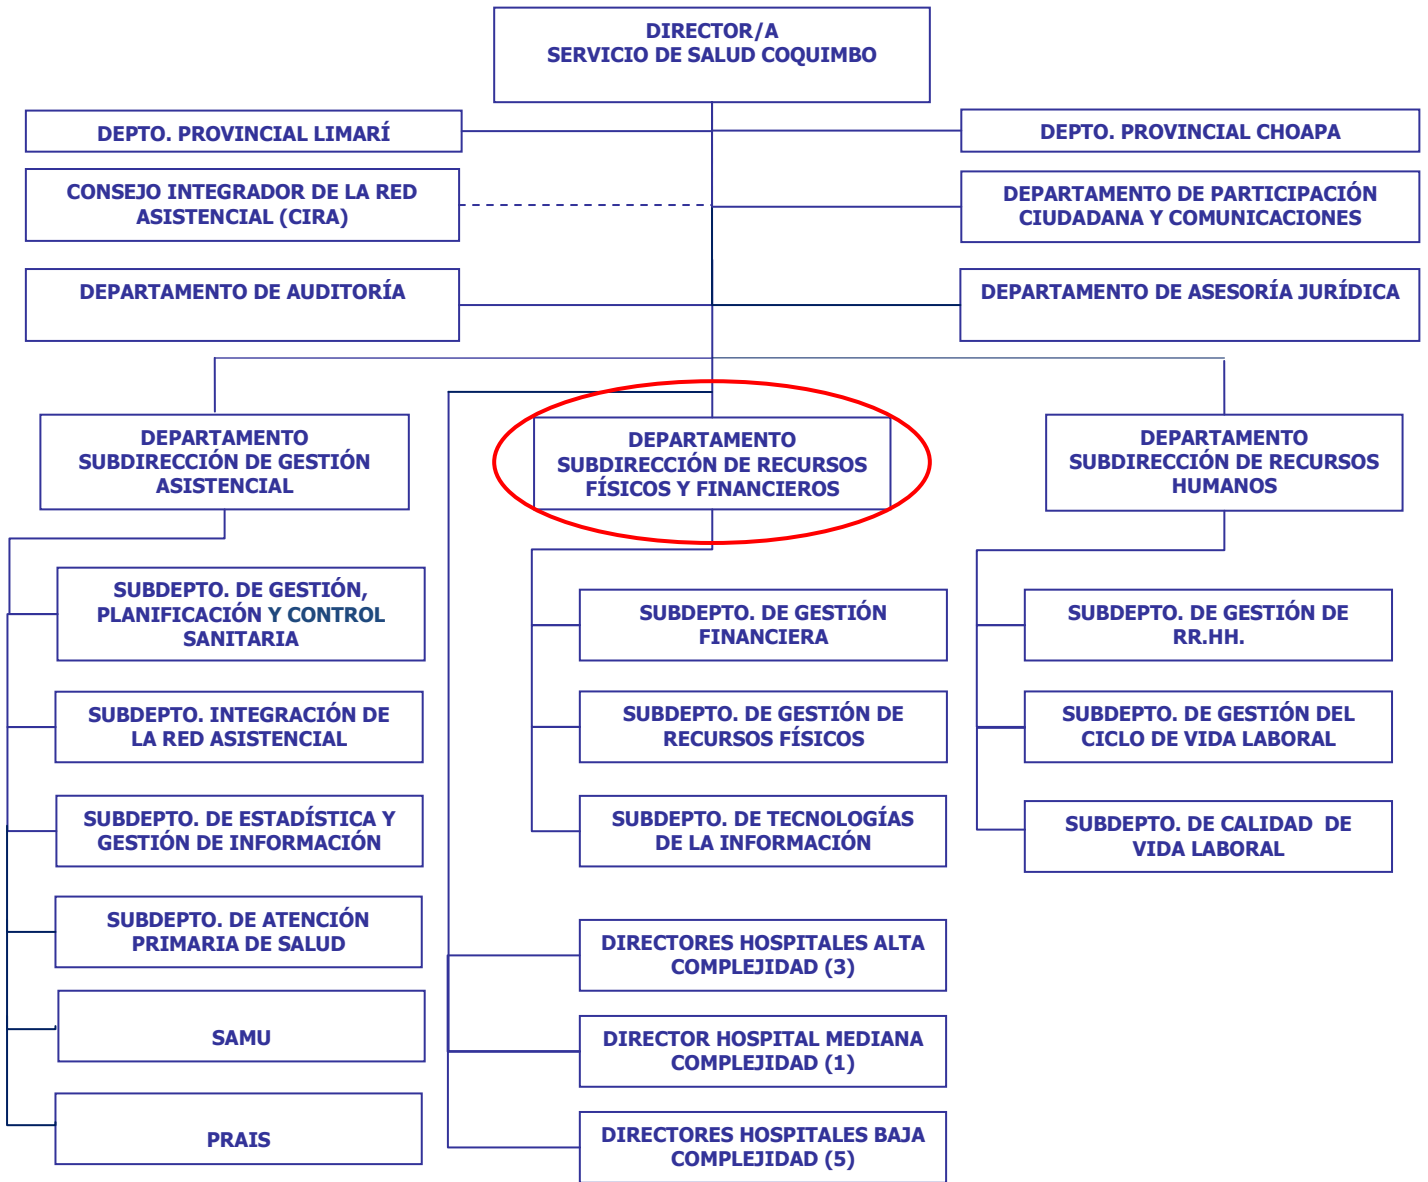 DIRECTOR/A
SERVICIO DE SALUD COQUIMBO
DEPTO. PROVINCIAL LIMARÍ
DEPTO. PROVINCIAL CHOAPA
CONSEJO INTEGRADOR DE LA RED
ASISTENCIAL (CIRA)
DEPARTAMENTO DE PARTICIPACIÓN
CIUDADANA Y COMUNICACIONES
DEPARTAMENTO DE AUDITORÍA
DEPARTAMENTO DE ASESORÍA JURÍDICA
DEPARTAMENTO
SUBDIRECCIÓN DE GESTIÓN
ASISTENCIAL
DEPARTAMENTO
SUBDIRECCIÓN DE RECURSOS
FÍSICOS Y FINANCIEROS
DEPARTAMENTO
SUBDIRECCIÓN DE RECURSOS
HUMANOS
SUBDEPTO. DE GESTIÓN,
PLANIFICACIÓN Y CONTROL
SANITARIA
SUBDEPTO. INTEGRACIÓN DE
LA RED ASISTENCIAL
SUBDEPTO. DE ESTADÍSTICA Y
GESTIÓN DE INFORMACIÓN
SUBDEPTO. DE ATENCIÓN
PRIMARIA DE SALUD
SAMU
PRAIS
SUBDEPTO. DE GESTIÓN
FINANCIERA
SUBDEPTO. DE GESTIÓN DE
RECURSOS FÍSICOS
SUBDEPTO. DE TECNOLOGÍAS
DE LA INFORMACIÓN
DIRECTORES HOSPITALES ALTA
COMPLEJIDAD (3)
DIRECTOR HOSPITAL MEDIANA
COMPLEJIDAD (1)
DIRECTORES HOSPITALES BAJA
COMPLEJIDAD (5)
SUBDEPTO. DE GESTIÓN DE
RR.HH.
SUBDEPTO. DE GESTIÓN DEL
CICLO DE VIDA LABORAL
SUBDEPTO. DE CALIDAD DE
VIDA LABORAL